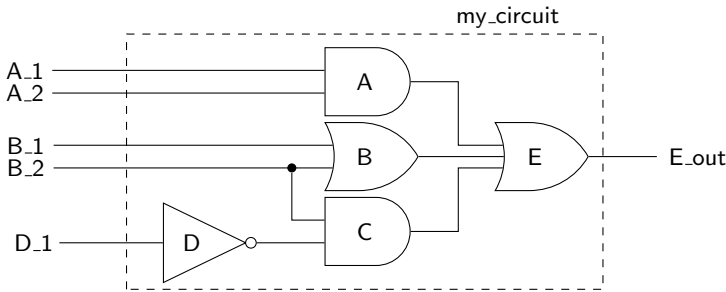 my_circuit
A_1
A_2
A
B_1
B_2
B
E
E_out
C
D_1
D